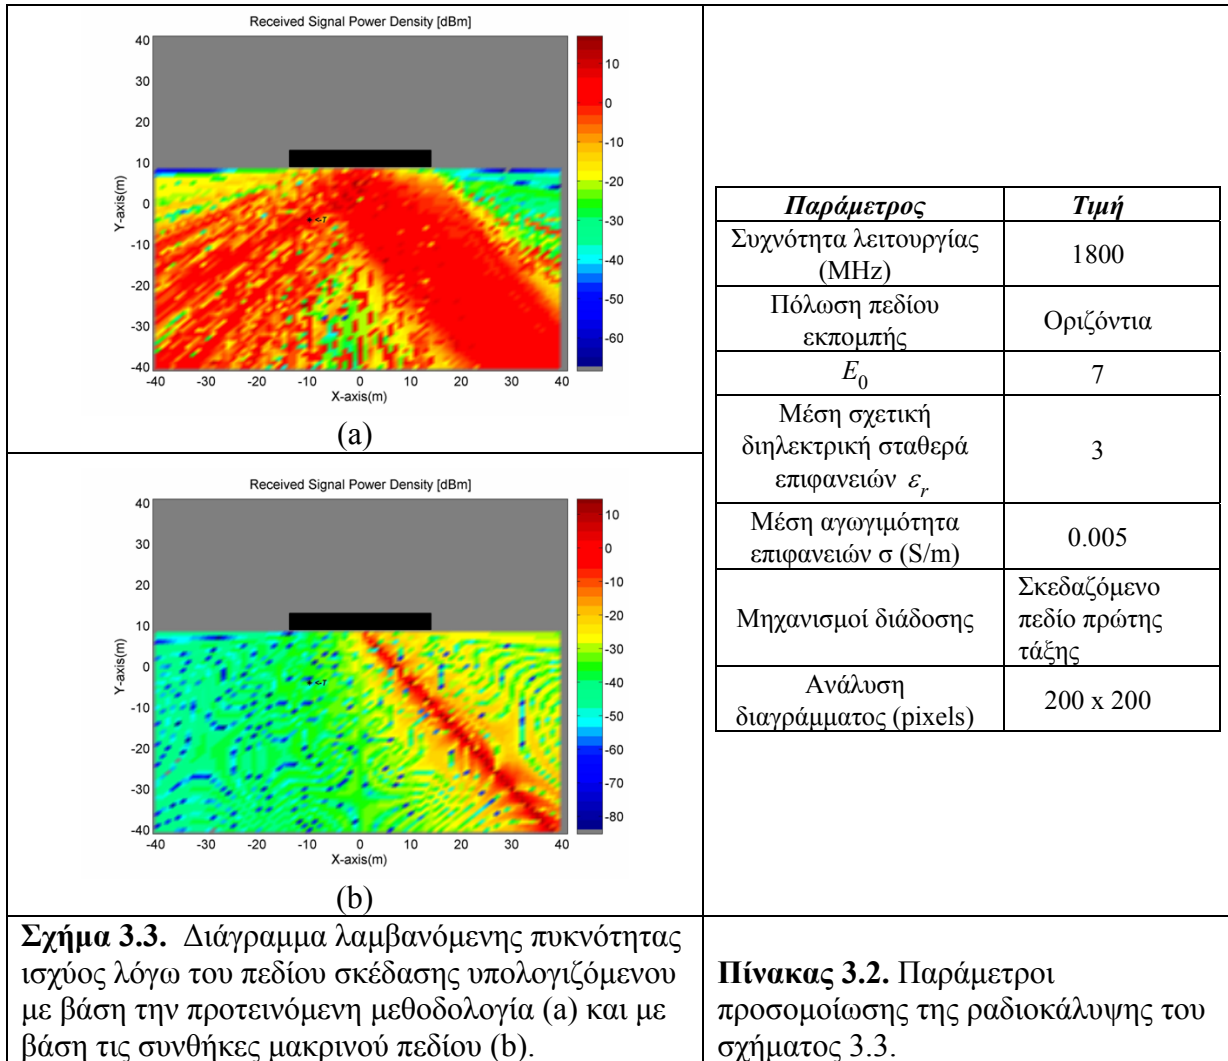 Received Signal Power Density [dBm]
40
30
20
10
0
-10
-20
-30
-40
Y-axis(m)
-40 -30 -20 -10 0 10 20 30 40
X-axis(m)
10
0
-10
-20
-30
-40
-50
-60
<-T
(a)
Received Signal Power Density [dBm]
40
30
20
10
0
-10
-20
-30
-40
Y-axis(m)
-40 -30 -20 -10 0 10 20 30 40
X-axis(m)
10
0
-10
-20
-30
-40
-50
-60
-70
-80
<-T
(b)
Σχήμα 3.3. Διάγραμμα λαμβανόμενης πυκνότητας
ισχύος λόγω του πεδίου σκέδασης υπολογιζόμενου
με βάση την προτεινόμενη μεθοδολογία (a) και με
βάση τις συνθήκες μακρινού πεδίου (b).
Παράμετρος Τιμή
Συχνότητα λειτουργίας
(MHz)
1800
Πόλωση πεδίου
εκπομπής
Οριζόντια
E0 7
Μέση σχετική
διηλεκτρική σταθερά
επιφανειών εr
3
Μέση αγωγιμότητα
επιφανειών σ (S/m)
0.005
Μηχανισμοί διάδοσης
Σκεδαζόμενο
πεδίο πρώτης
τάξης
Ανάλυση
διαγράμματος (pixels)
200 x 200
Πίνακας 3.2. Παράμετροι
προσομοίωσης της ραδιοκάλυψης του
σχήματος 3.3.